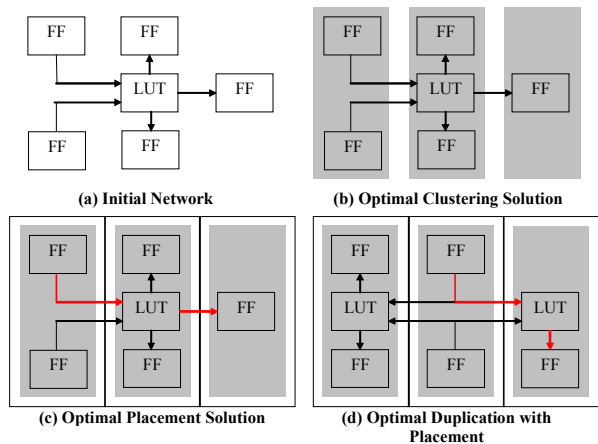 FF
FF
LUT
FF
FF
FF
(a) Initial Network
FF
FF
LUT
FF
FF
FF
(b) Optimal Clustering Solution
FF
FF
LUT
FF
FF
FF
(c) Optimal Placement Solution
FF
FF
LUT
LUT
FF
FF
FF
(d) Optimal Duplication with
Placement